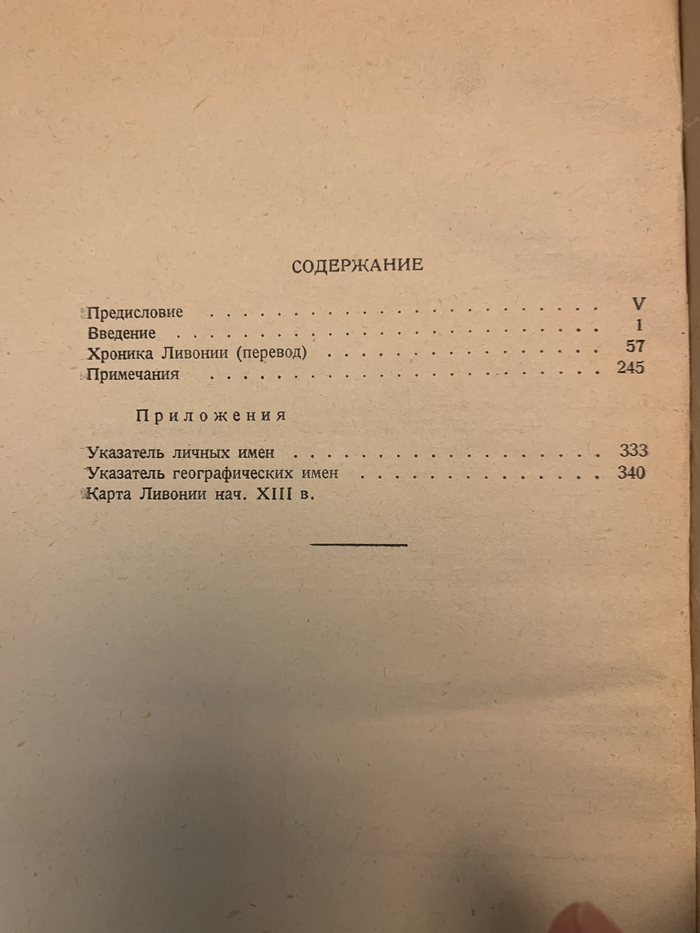 СОДЕРЖАНИЕ
Предисловие . . . . . . . . . . . . . . . . . . . . V
Введение . . . . . . . . . . . . . . . . . . . . . 1
Хроника Ливонии (перевод) . . . . . . . . . . . . . 57
Примечания . . . . . . . . . . . . . . . . . . . . 245
Приложения
Указатель личных имен . . . . . . . . . . . . . . . 333
Указатель географических имен . . . . . . . . . . . 340
Карта Ливонии нач. XIII в.